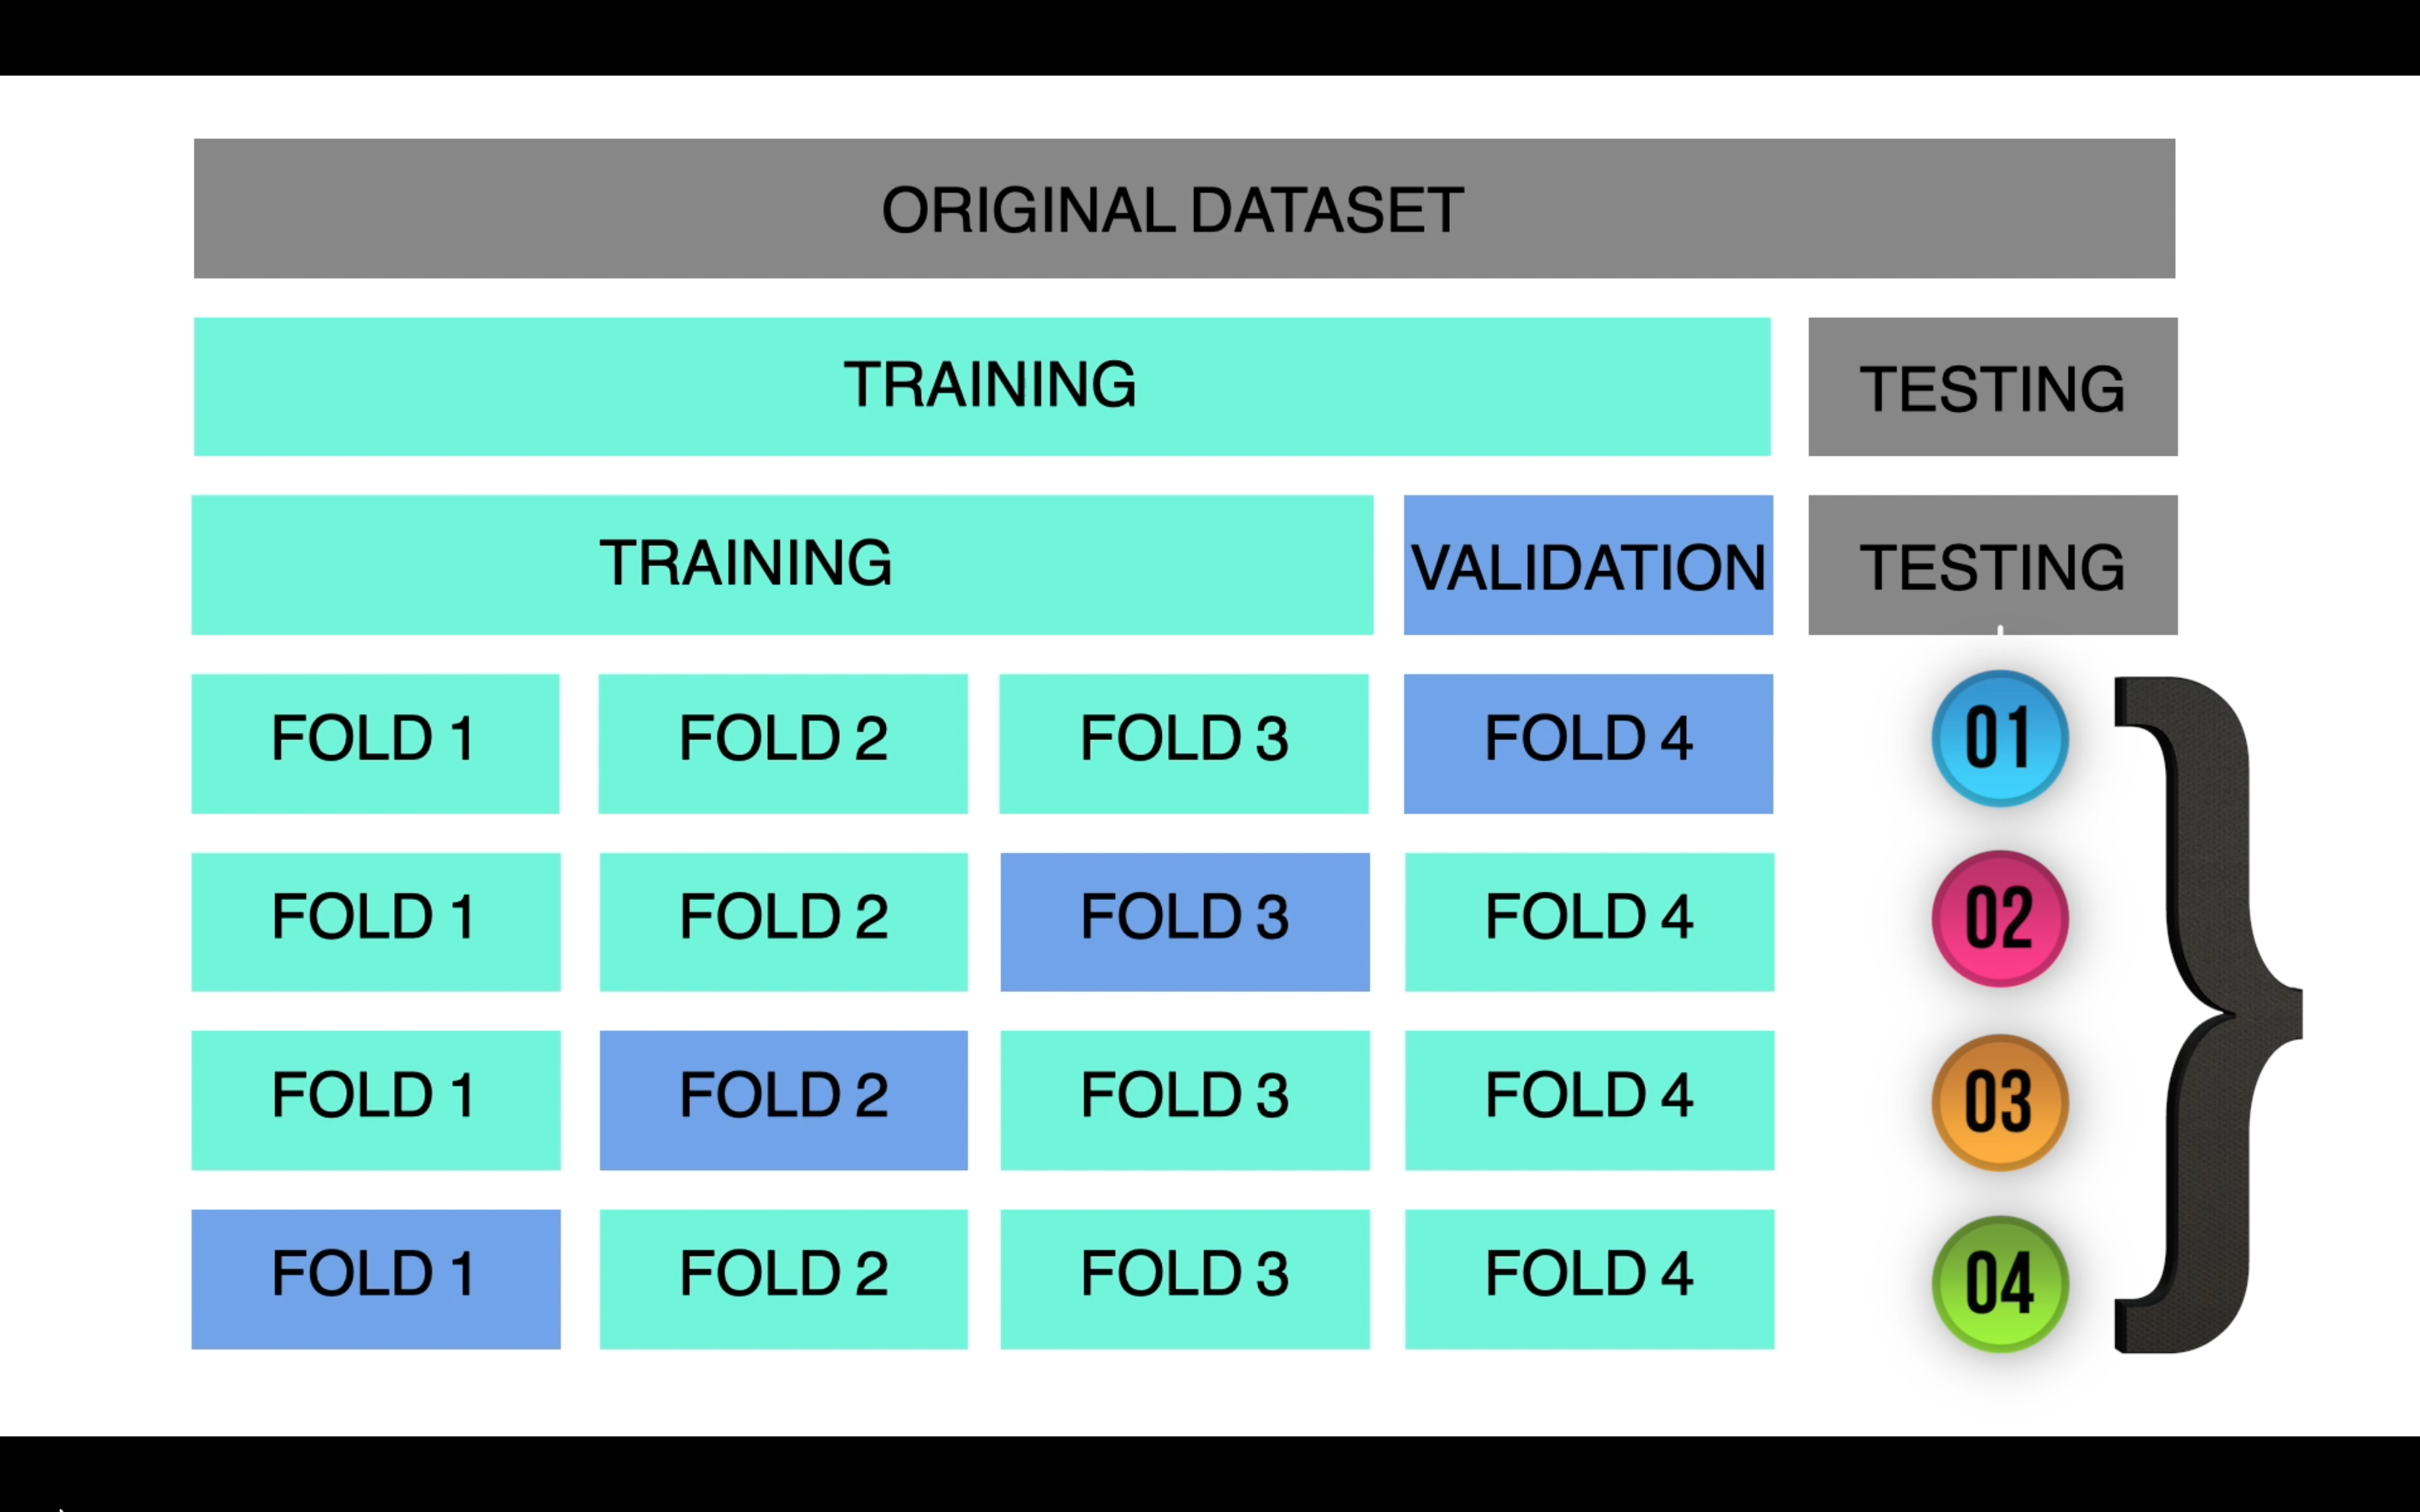 ORIGINAL DATASET
TRAINING TESTING
TRAINING VALIDATION TESTING
FOLD 1 FOLD 2 FOLD 3 FOLD 4 01
FOLD 1 FOLD 2 FOLD 3 FOLD 4 02
FOLD 1 FOLD 2 FOLD 3 FOLD 4 03
FOLD 1 FOLD 2 FOLD 3 FOLD 4 04